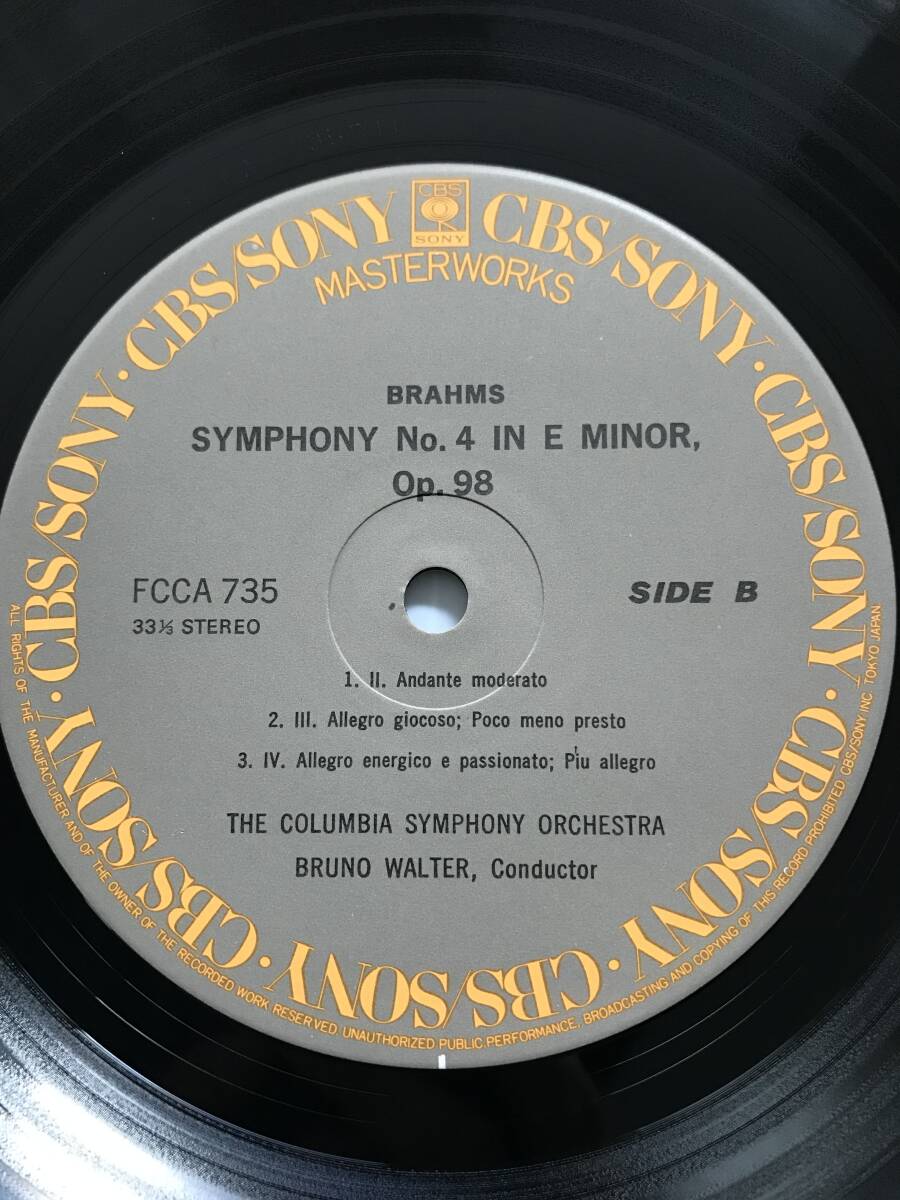 CBS/SONY · CBS/SONY · CBS/SONY · CBS/SONY · CBS/SONY · CBS/SONY · CBS/SONY · CBS/SONY
CBS
SONY
MASTERWORKS
BRAHMS
SYMPHONY No. 4 IN E MINOR,
Op. 98
FCCA 735
SIDE B
33⅓ STEREO
1. II. Andante moderato
2. III. Allegro giocoso; Poco meno presto
3. IV. Allegro energico e passionato; Piu allegro
THE COLUMBIA SYMPHONY ORCHESTRA
BRUNO WALTER, Conductor
ALL RIGHTS OF THE MANUFACTURER AND OF THE OWNER OF THE RECORDED WORK RESERVED. UNAUTHORIZED PUBLIC PERFORMANCE, BROADCASTING AND COPYING OF THIS RECORD PROHIBITED CBS/SONY INC. TOKYO JAPAN